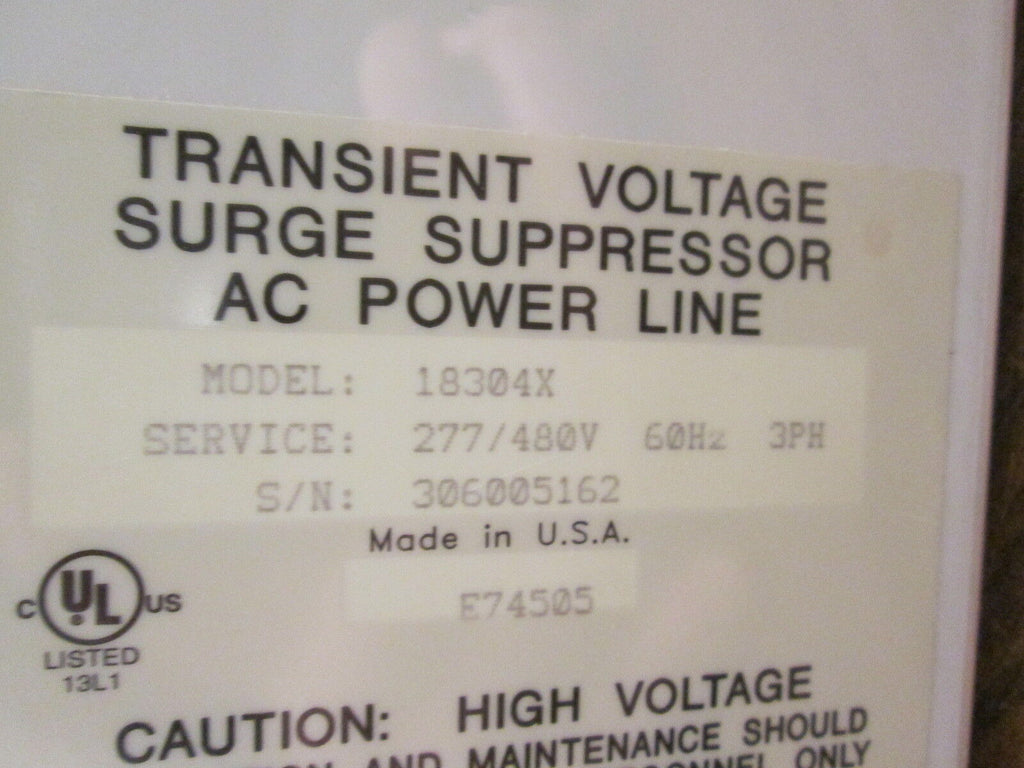 TRANSIENT VOLTAGE
SURGE SUPPRESSOR
AC POWER LINE
MODEL: 18304X
SERVICE: 277/480V 60Hz 3PH
S/N: 306005162
Made in U.S.A.
E74505
C UL US
LISTED
13L1
CAUTION: HIGH VOLTAGE
AND MAINTENANCE SHOULD
ONLY